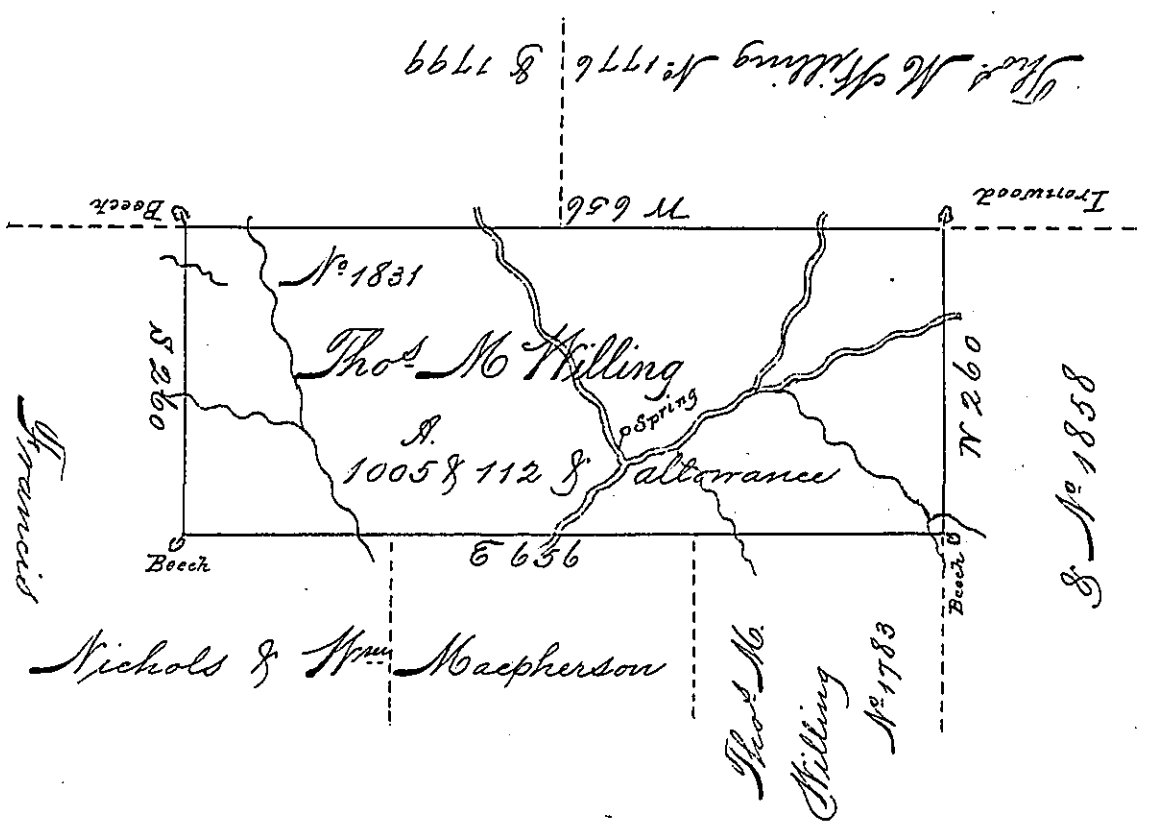 Thos. M Willing No. 1776 & 1799
Beech
W 656
Ironwood
No. 1831
S 260
Thos. M Willing
N 260
Spring
A.
1005 & 112 & allowance
Francis
& No 1858
Beech
E 656
Beech
Nichols & Wm Macpherson
Thos. M.
Willing
No 1783